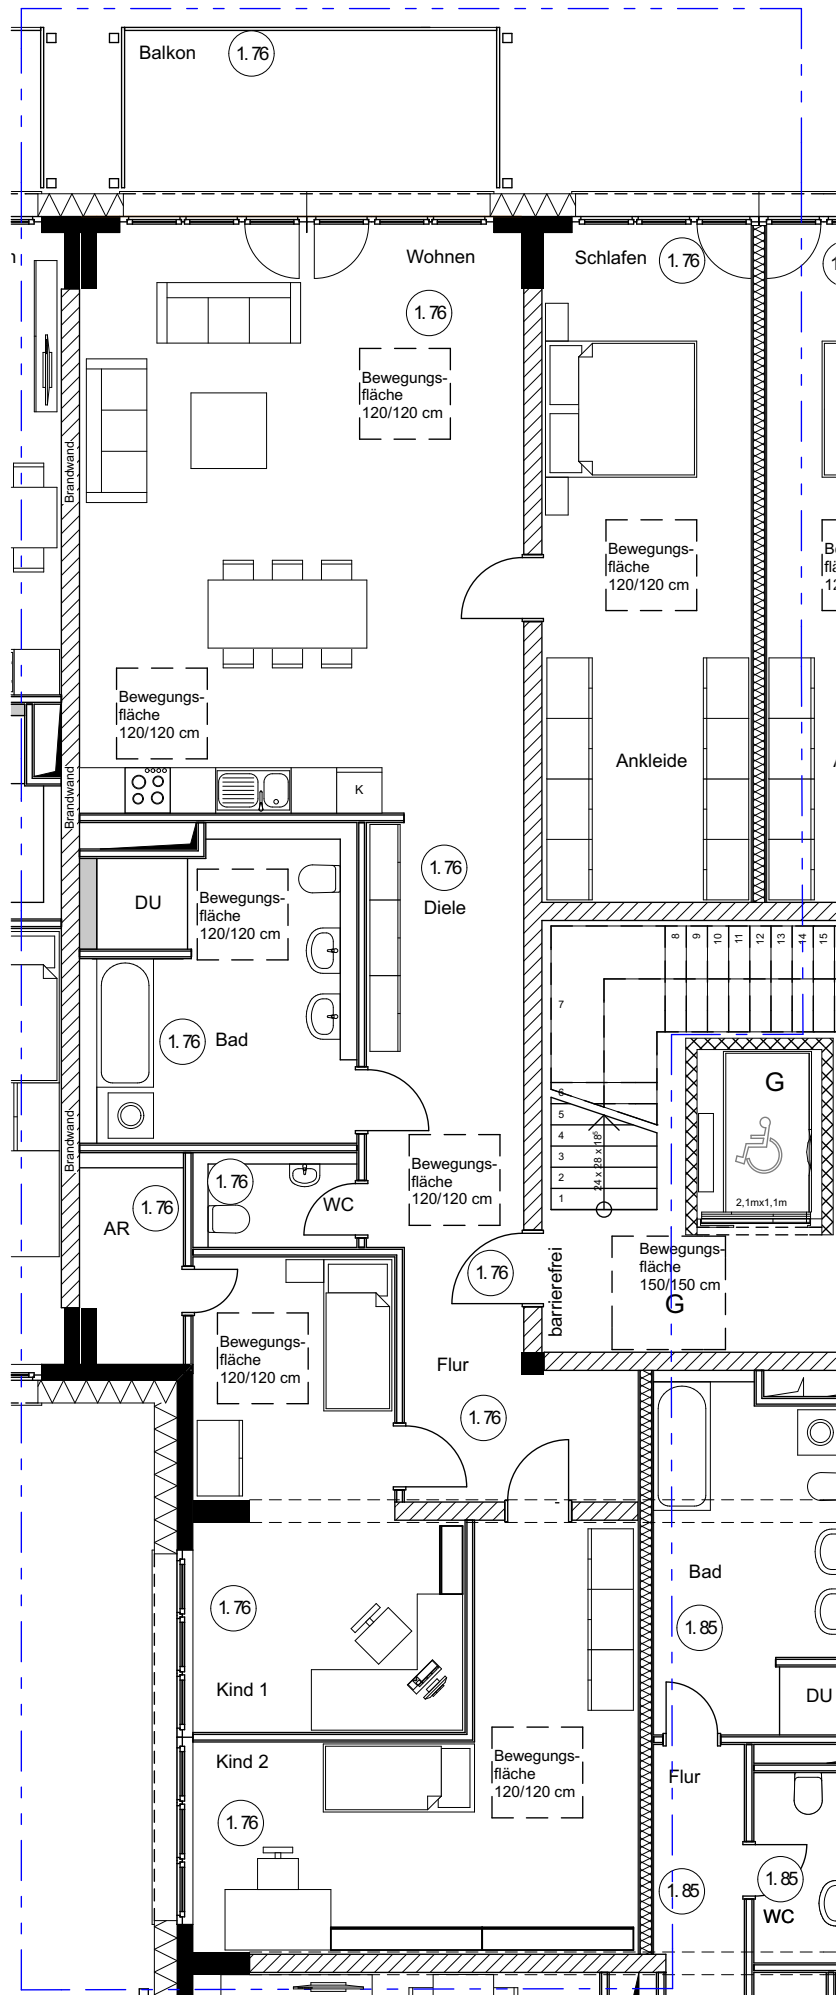 Balkon
1.76
n
Wohnen
1.76
Schlafen
1.76
Bewegungs-
fläche
120/120 cm
Brandwand
Bewegungs-
fläche
120/120 cm
Bewegungs-
fläche
120/120 cm
Ankleide
Brandwand
K
DU
Bewegungs-
fläche
120/120 cm
1.76
Diele
1.76
Bad
8
9
10
11
12
13
14
15
7
6
5
4
3
2
1
24 x 28 x 18⁵
G
2,1mx1,1m
Brandwand
Bewegungs-
fläche
120/120 cm
1.76
WC
1.76
AR
1.76
barrierefrei
Bewegungs-
fläche
150/150 cm
G
Bewegungs-
fläche
120/120 cm
Flur
1.76
1.76
Kind 1
Bad
1.85
DU
Kind 2
1.76
Bewegungs-
fläche
120/120 cm
Flur
1.85
1.85
WC